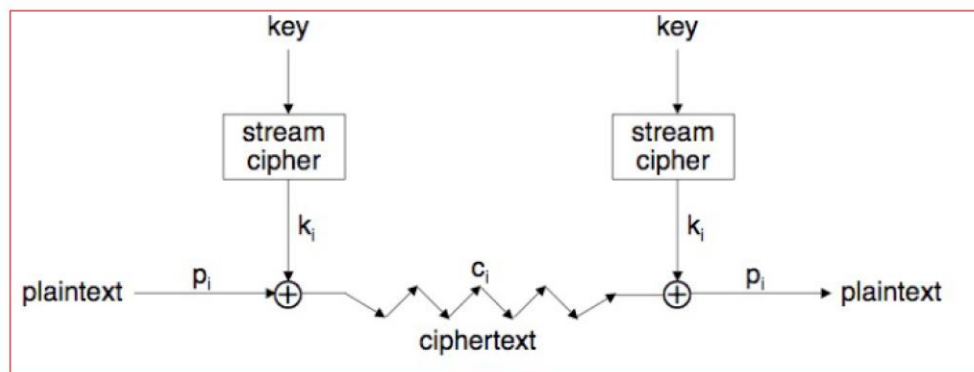 key key
stream stream
cipher cipher
kᵢ kᵢ
plaintext pᵢ cᵢ pᵢ plaintext
ciphertext